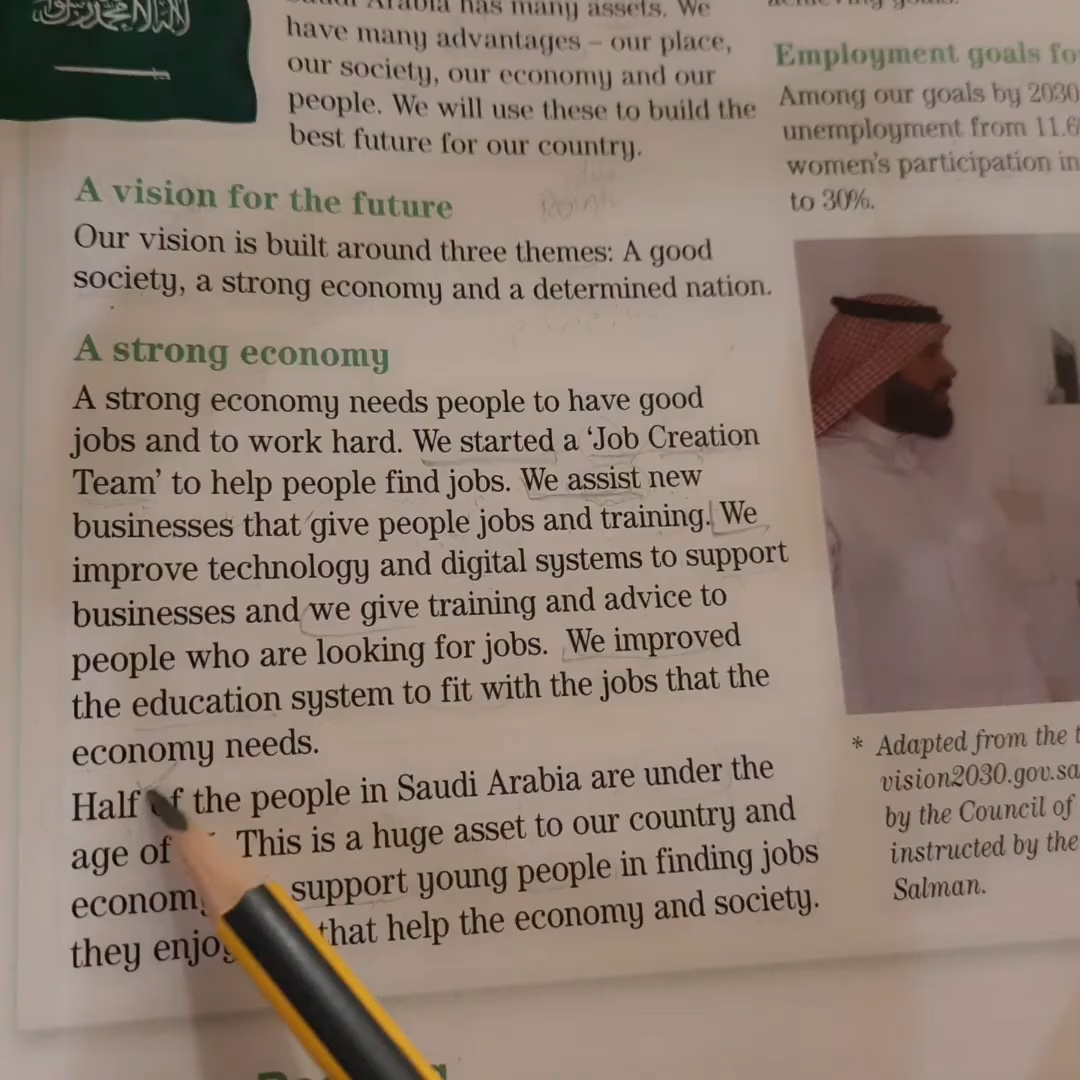 Saudi Arabia has many assets. We
have many advantages – our place,
our society, our economy and our
people. We will use these to build the
best future for our country.
A vision for the future
Our vision is built around three themes: A good
society, a strong economy and a determined nation.
A strong economy
A strong economy needs people to have good
jobs and to work hard. We started a ‘Job Creation
Team’ to help people find jobs. We assist new
businesses that give people jobs and training. We
improve technology and digital systems to support
businesses and we give training and advice to
people who are looking for jobs. We improved
the education system to fit with the jobs that the
economy needs.
Half of the people in Saudi Arabia are under the
age of This is a huge asset to our country and
support young people in finding jobs
they that help the economy and society.
achieving goals.
Employment goals
Among our goals by 2030
unemployment from
women’s participation in
to 30%.
* Adapted from the
vision2030.gov.sa
by the Council of
instructed by the
Salman.